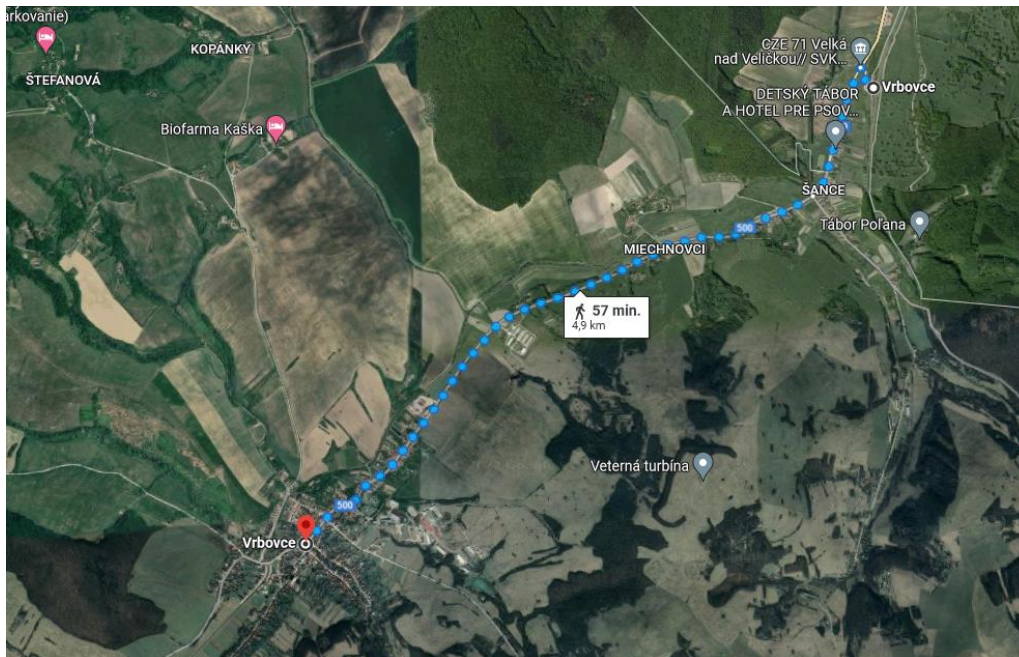 arkovanie)
ŠTEFANOVÁ
KOPÁNKY
Biofarma Kaška
CZE 71 Velká
nad Veličkou// SVK...
Vrbovce
DETSKÝ TÁBOR
A HOTEL PRE PSOV...
ŠANCE
Tábor Poľana
500
MIECHNOVCI
57 min.
4,9 km
Veterná turbína
500
Vrbovce